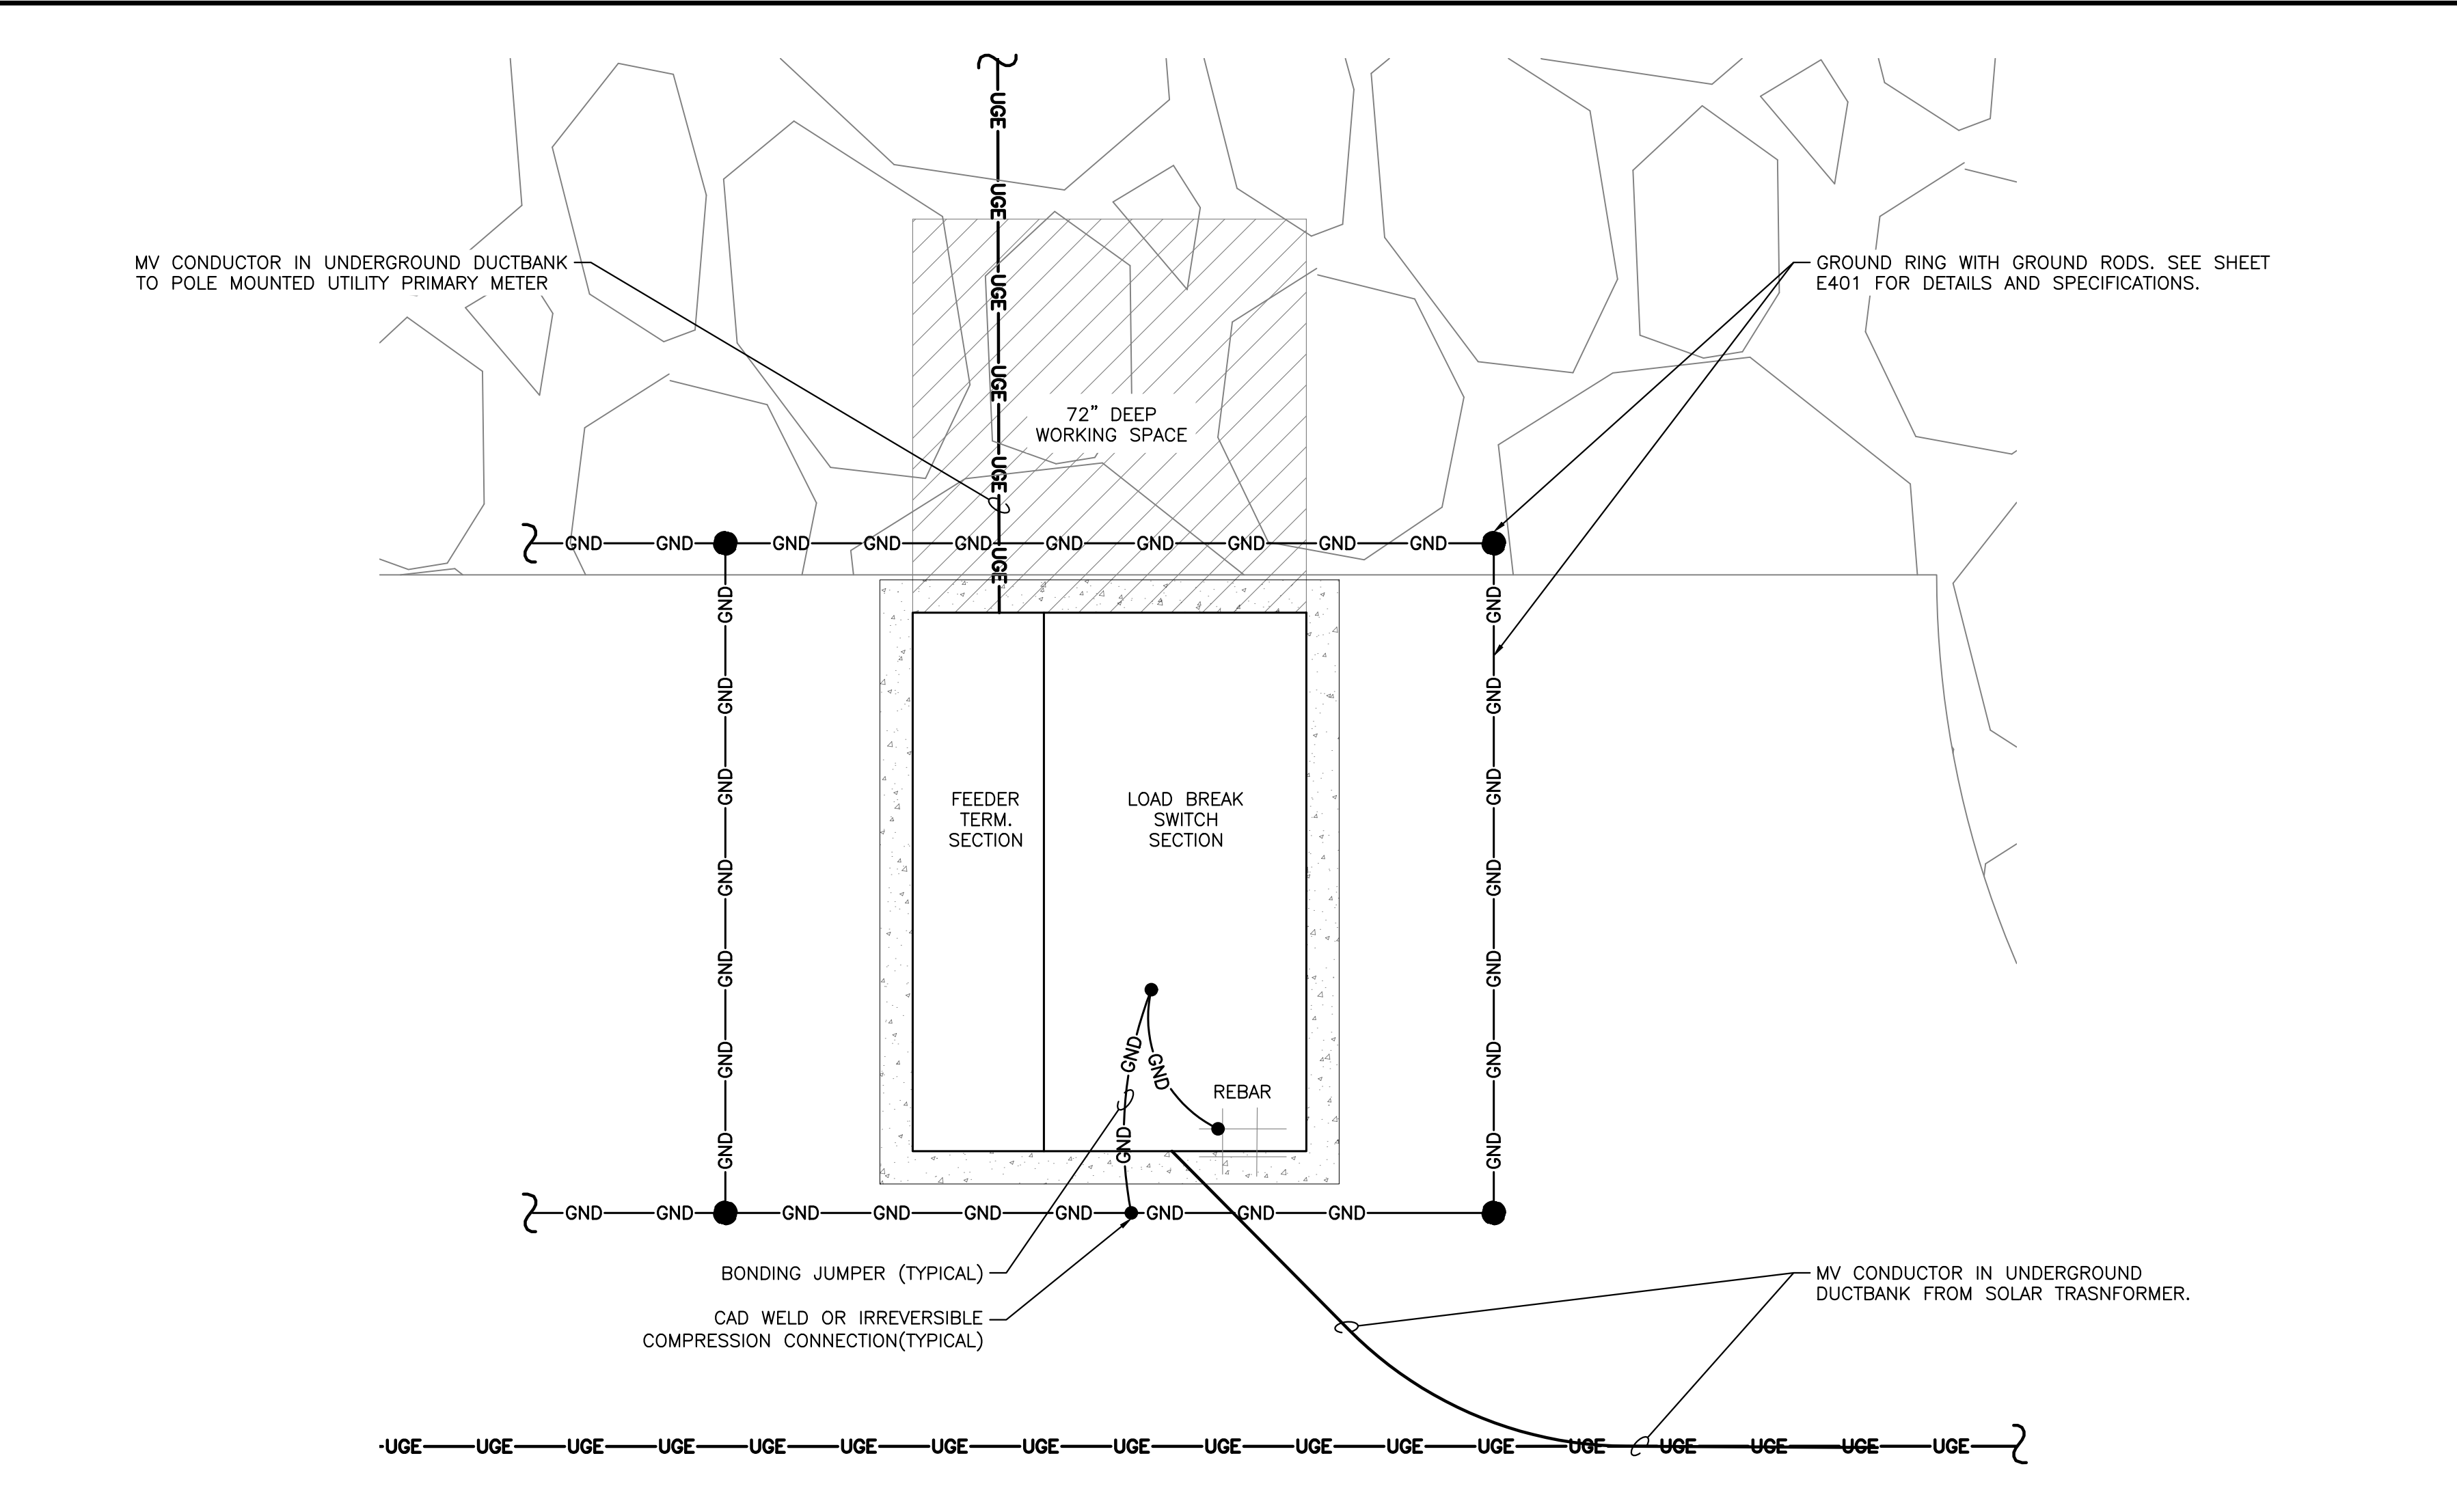 UGE
UGE
MV CONDUCTOR IN UNDERGROUND DUCTBANK
TO POLE MOUNTED UTILITY PRIMARY METER
GROUND RING WITH GROUND RODS. SEE SHEET
E401 FOR DETAILS AND SPECIFICATIONS.
UGE
UGE
72" DEEP
WORKING SPACE
UGE
GND GND GND GND GND GND GND GND GND GND
UGE
GND
GND
GND
GND
GND
GND
GND
GND
GND
GND
GND
GND
GND
GND
FEEDER
TERM.
SECTION
LOAD BREAK
SWITCH
SECTION
GND
GND
REBAR
GND
GND GND GND GND GND GND GND GND GND
BONDING JUMPER (TYPICAL)
CAD WELD OR IRREVERSIBLE
COMPRESSION CONNECTION(TYPICAL)
MV CONDUCTOR IN UNDERGROUND
DUCTBANK FROM SOLAR TRASNFORMER.
UGE UGE UGE UGE UGE UGE UGE UGE UGE UGE UGE UGE UGE UGE UGE UGE UGE UGE